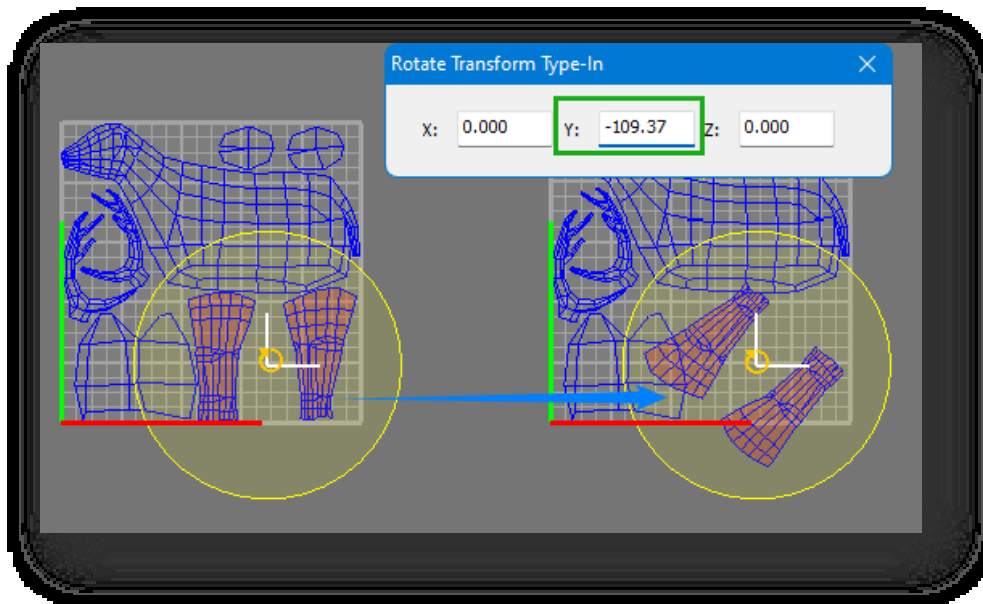 Rotate Transform Type-In
X: 0.000 Y: -109.37 Z: 0.000